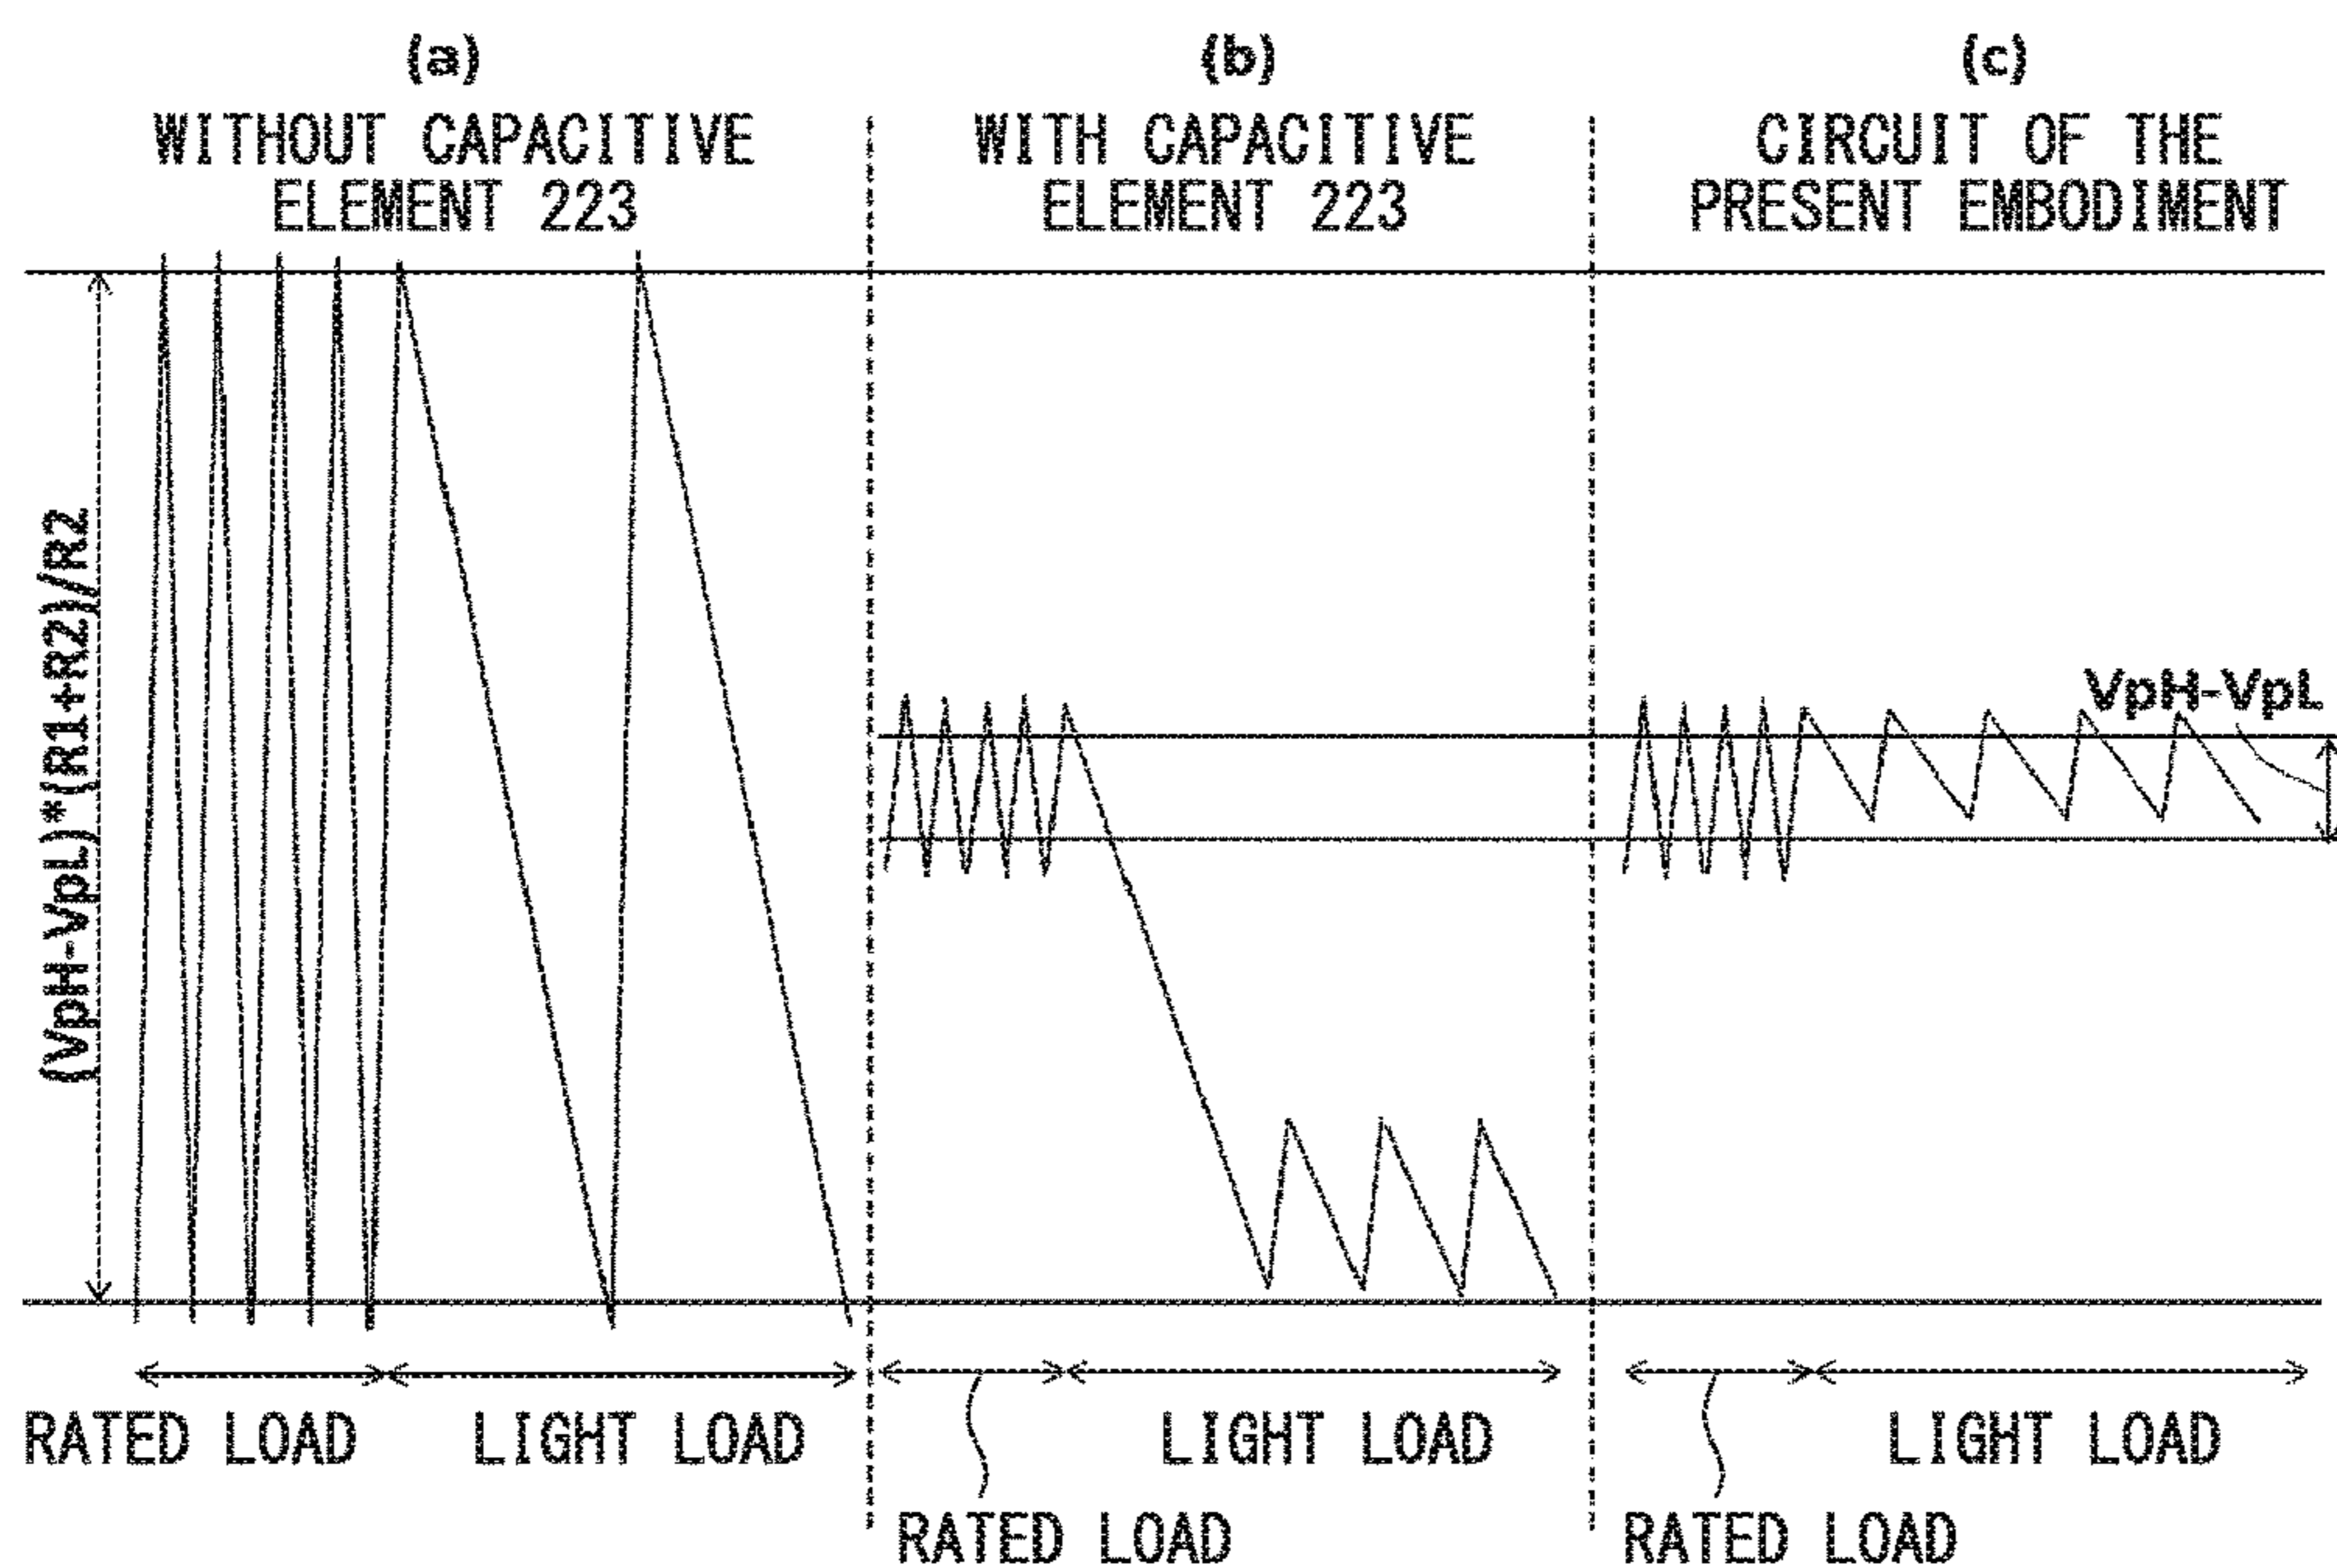 (a)
WITHOUT CAPACITIVE
ELEMENT 223
(b)
WITH CAPACITIVE
ELEMENT 223
(c)
CIRCUIT OF THE
PRESENT EMBODIMENT
(VpH-VpL)*(R1+R2)/R2
VpH-VpL
RATED LOAD
LIGHT LOAD
RATED LOAD
LIGHT LOAD
RATED LOAD
LIGHT LOAD